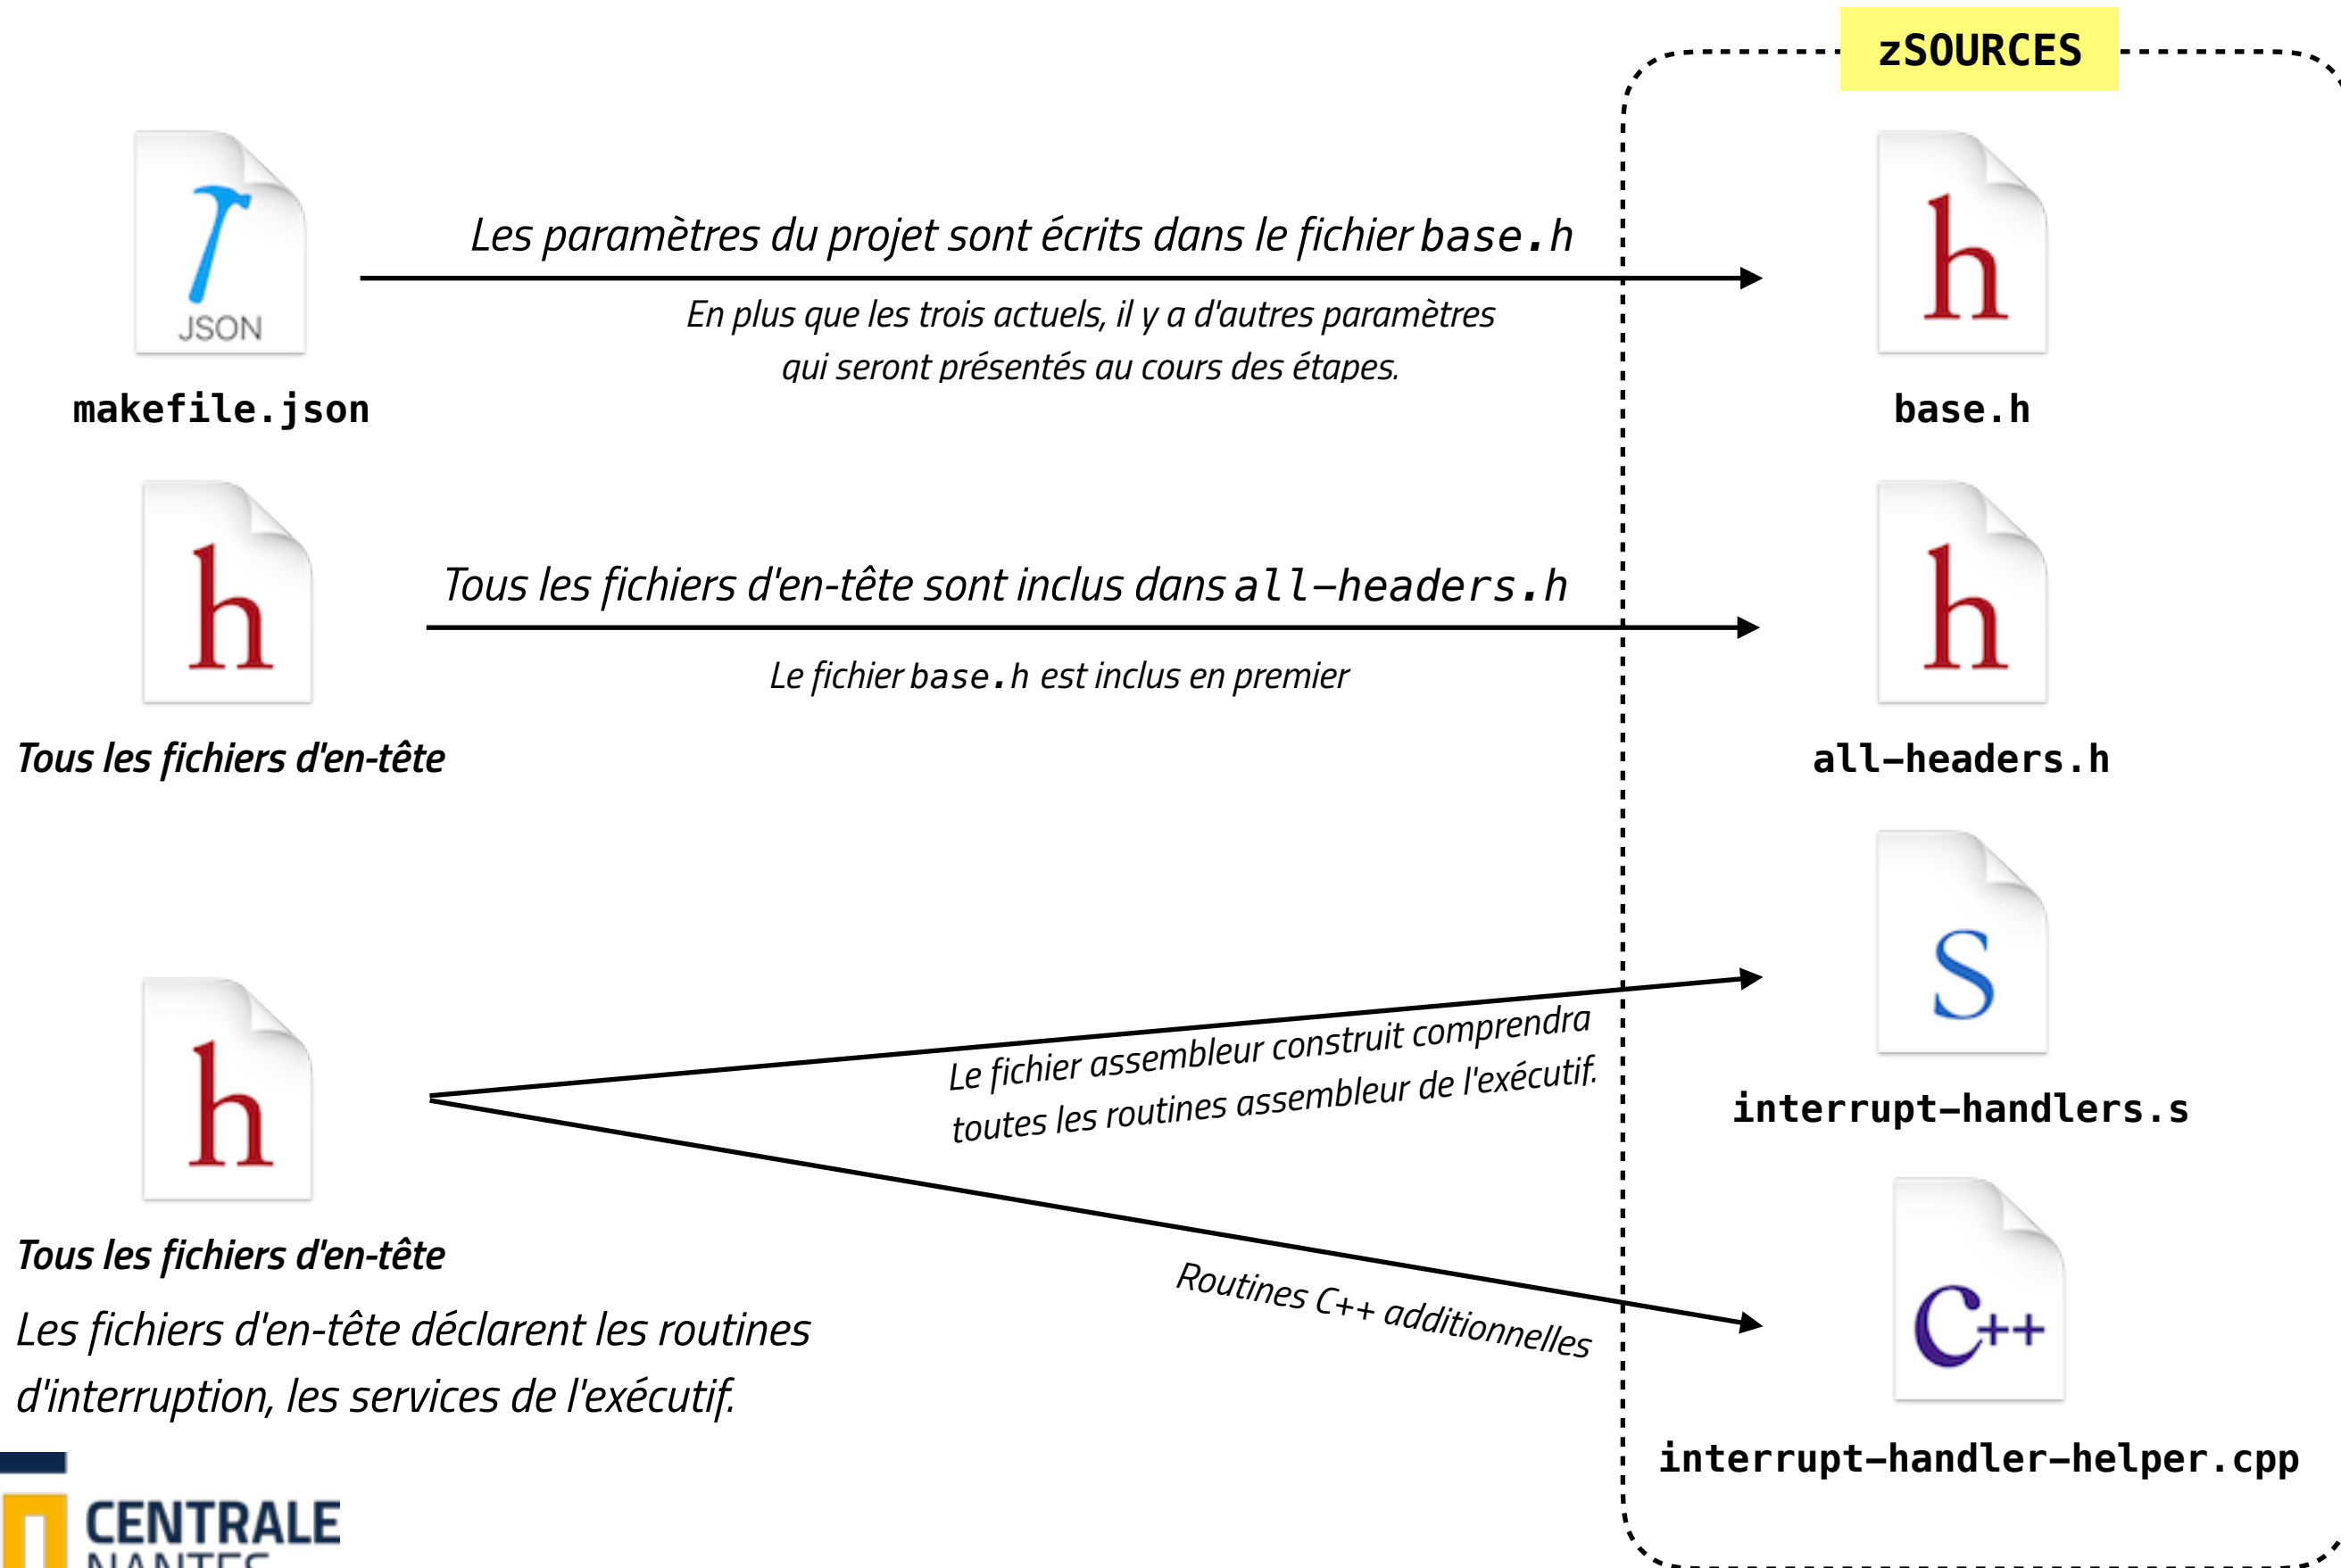 zSOURCES
JSON
makefile.json
Les paramètres du projet sont écrits dans le fichier base.h
En plus que les trois actuels, il y a d'autres paramètres
qui seront présentés au cours des étapes.
h
base.h
h
Tous les fichiers d'en-tête
Tous les fichiers d'en-tête sont inclus dans all-headers.h
Le fichier base.h est inclus en premier
h
all-headers.h
h
Tous les fichiers d'en-tête
Les fichiers d'en-tête déclarent les routines
d'interruption, les services de l'exécutif.
Le fichier assembleur construit comprendra
toutes les routines assembleur de l'exécutif.
S
interrupt-handlers.s
Routines C++ additionnelles
C++
interrupt-handler-helper.cpp
CENTRALE
NANTES